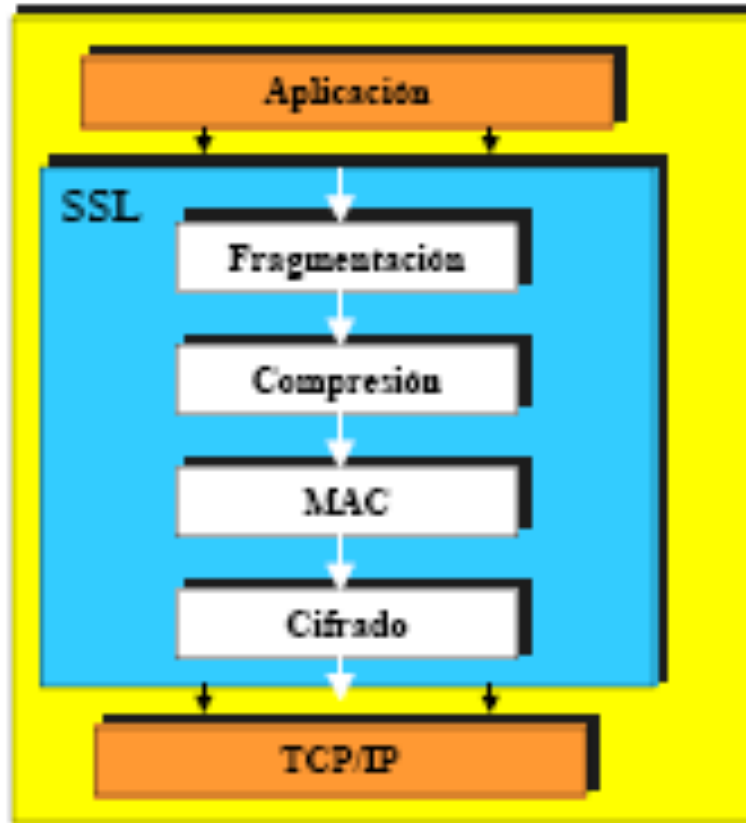 Aplicación
SSL
Fragmentación
Compresión
MAC
Cifrado
TCP/IP